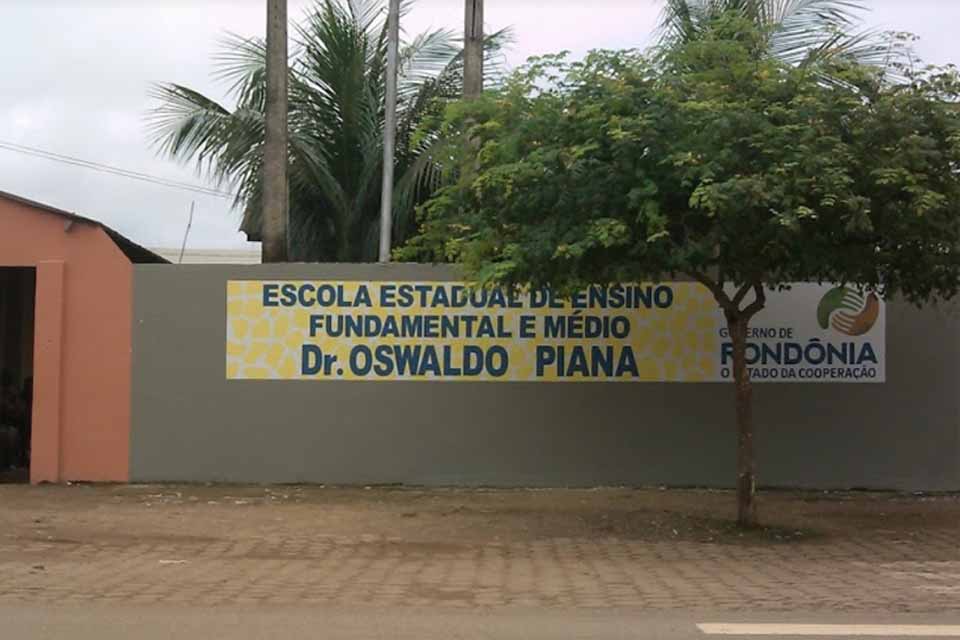 ESCOLA ESTADUAL DE ENSINO
FUNDAMENTAL E MÉDIO
Dr. OSWALDO PIANA
GOVERNO DE
RONDÔNIA
O ESTADO DA COOPERAÇÃO